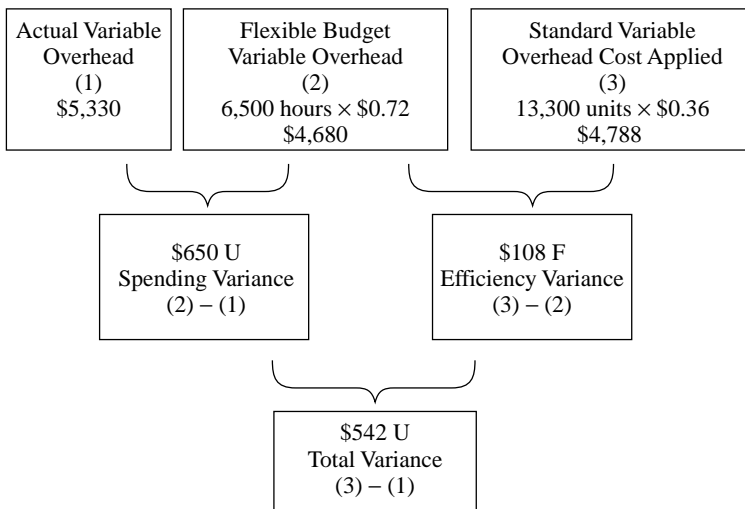 Actual Variable
Overhead
(1)
$5,330
Flexible Budget
Variable Overhead
(2)
6,500 hours × $0.72
$4,680
Standard Variable
Overhead Cost Applied
(3)
13,300 units × $0.36
$4,788
$650 U
Spending Variance
(2) – (1)
$108 F
Efficiency Variance
(3) – (2)
$542 U
Total Variance
(3) – (1)